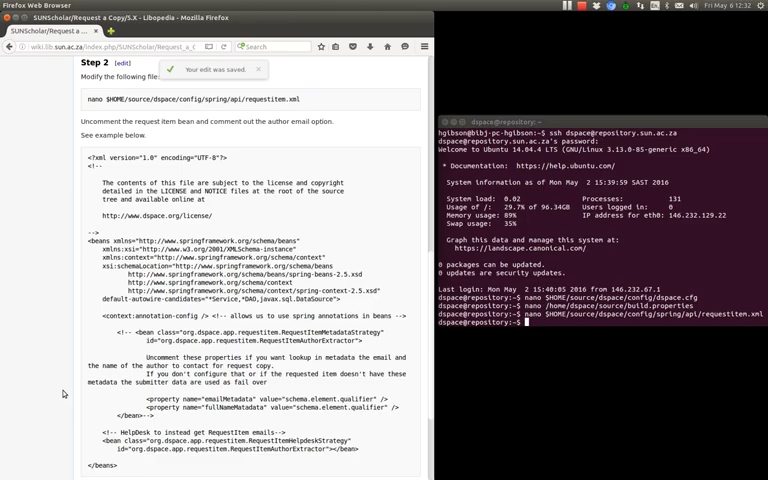 Firefox Web Browser
En
Fri May 6 12:32
SUNScholar/Request a Copy/5.X - Libopedia - Mozilla Firefox
SUNScholar/Request a ...
wiki.lib.sun.ac.za/index.php/SUNScholar/Request_a_C
Search
Step 2 [edit]
Your edit was saved.
Modify the following file:
nano $HOME/source/dspace/config/spring/api/requestitem.xml
Uncomment the request item bean and comment out the author email option.
See example below.
<?xml version="1.0" encoding="UTF-8"?>
<!--
The contents of this file are subject to the license and copyright
detailed in the LICENSE and NOTICE files at the root of the source
tree and available online at
http://www.dspace.org/license/
-->
<beans xmlns="http://www.springframework.org/schema/beans"
xmlns:xsi="http://www.w3.org/2001/XMLSchema-instance"
xmlns:context="http://www.springframework.org/schema/context"
xsi:schemaLocation="http://www.springframework.org/schema/beans
http://www.springframework.org/schema/beans/spring-beans-2.5.xsd
http://www.springframework.org/schema/context
http://www.springframework.org/schema/context/spring-context-2.5.xsd"
default-autowire-candidates="*Service,*DAO,javax.sql.DataSource">
<context:annotation-config /> <!-- allows us to use spring annotations in beans -->
<!-- <bean class="org.dspace.app.requestitem.RequestItemMetadataStrategy"
id="org.dspace.app.requestitem.RequestItemAuthorExtractor">
Uncomment these properties if you want lookup in metadata the email and
the name of the author to contact for request copy.
If you don't configure that or if the requested item doesn't have these
metadata the submitter data are used as fail over
<property name="emailMetadata" value="schema.element.qualifier" />
<property name="fullNameMatadata" value="schema.element.qualifier" />
</bean>-->
<!-- HelpDesk to instead get RequestItem emails-->
<bean class="org.dspace.app.requestitem.RequestItemHelpdeskStrategy"
id="org.dspace.app.requestitem.RequestItemAuthorExtractor"></bean>
</beans>
dspace@repository: ~
hgibson@bibj-pc-hgibson:~$ ssh dspace@repository.sun.ac.za
dspace@repository.sun.ac.za's password:
Welcome to Ubuntu 14.04.4 LTS (GNU/Linux 3.13.0-85-generic x86_64)
* Documentation:  https://help.ubuntu.com/
System information as of Mon May  2 15:39:59 SAST 2016
System load:  0.02 Processes: 131
Usage of /:   29.7% of 96.34GB Users logged in: 0
Memory usage: 89% IP address for eth0: 146.232.129.22
Swap usage:   35%
Graph this data and manage this system at:
https://landscape.canonical.com/
0 packages can be updated.
0 updates are security updates.
Last login: Mon May  2 15:40:05 2016 from 146.232.67.1
dspace@repository:~$ nano $HOME/source/dspace/config/dspace.cfg
dspace@repository:~$ nano /home/dspace/source/build.properties
dspace@repository:~$ nano $HOME/source/dspace/config/spring/api/requestitem.xml
dspace@repository:~$